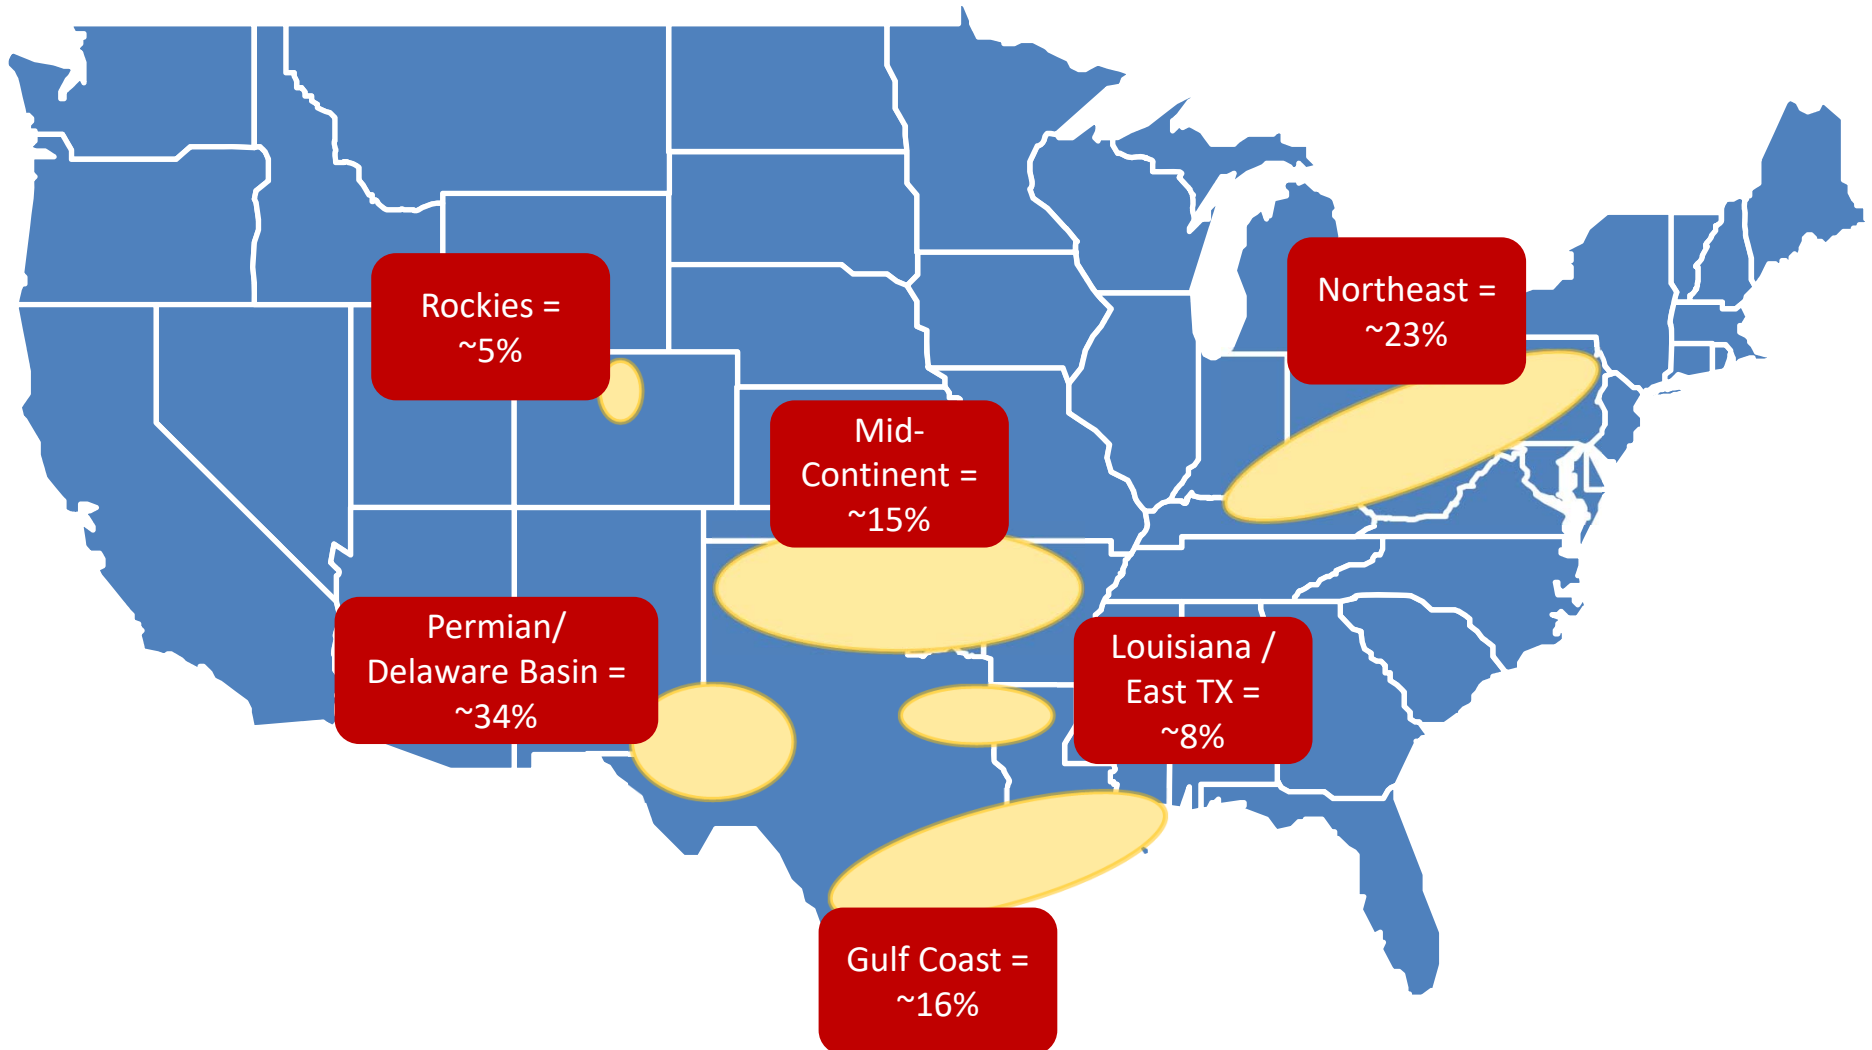 Rockies =
~5%
Northeast =
~23%
Mid-
Continent =
~15%
Permian/
Delaware Basin =
~34%
Louisiana /
East TX =
~8%
Gulf Coast =
~16%